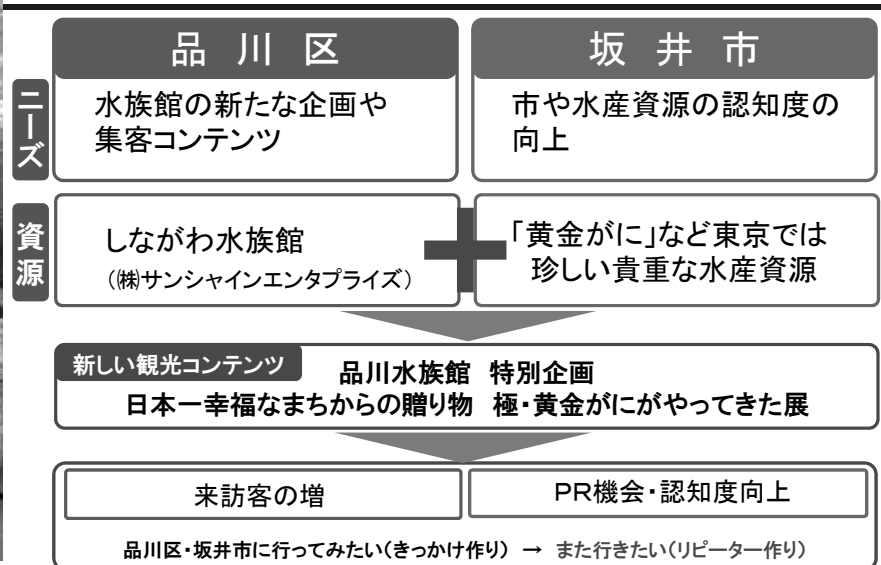 品川区
坂井市
ニーズ
水族館の新たな企画や
集客コンテンツ
市や水産資源の認知度の
向上
資源
しながわ水族館
(㈱サンシャインエンタプライズ)
「黄金がに」など東京では
珍しい貴重な水産資源
新しい観光コンテンツ
品川水族館 特別企画
日本一幸福なまちからの贈り物 極・黄金がにがやってきた展
来訪客の増
PR機会・認知度向上
品川区・坂井市に行ってみたい(きっかけ作り) → また行きたい(リピーター作り)